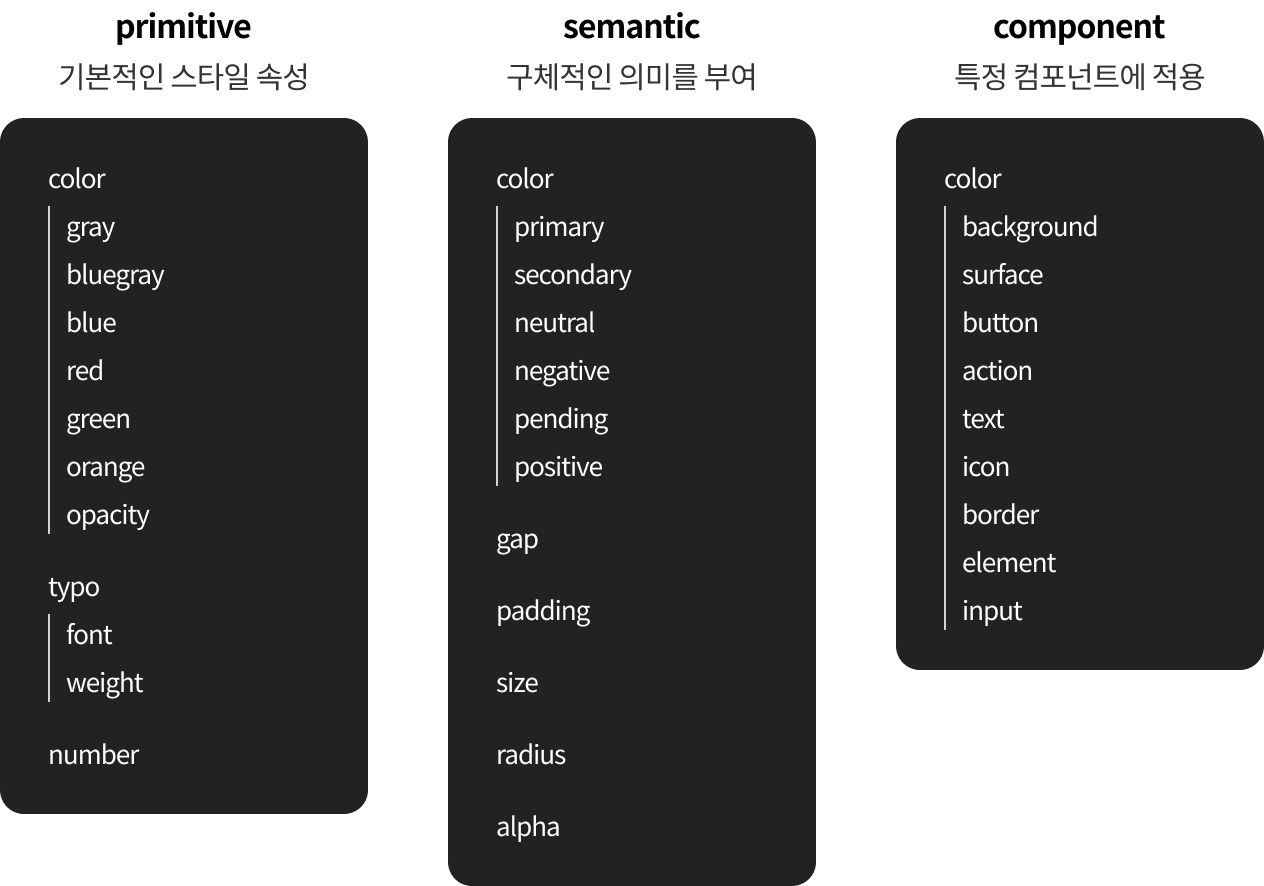 primitive
기본적인 스타일 속성
color
gray
bluegray
blue
red
green
orange
opacity
typo
font
weight
number
semantic
구체적인 의미를 부여
color
primary
secondary
neutral
negative
pending
positive
gap
padding
size
radius
alpha
component
특정 컴포넌트에 적용
color
background
surface
button
action
text
icon
border
element
input